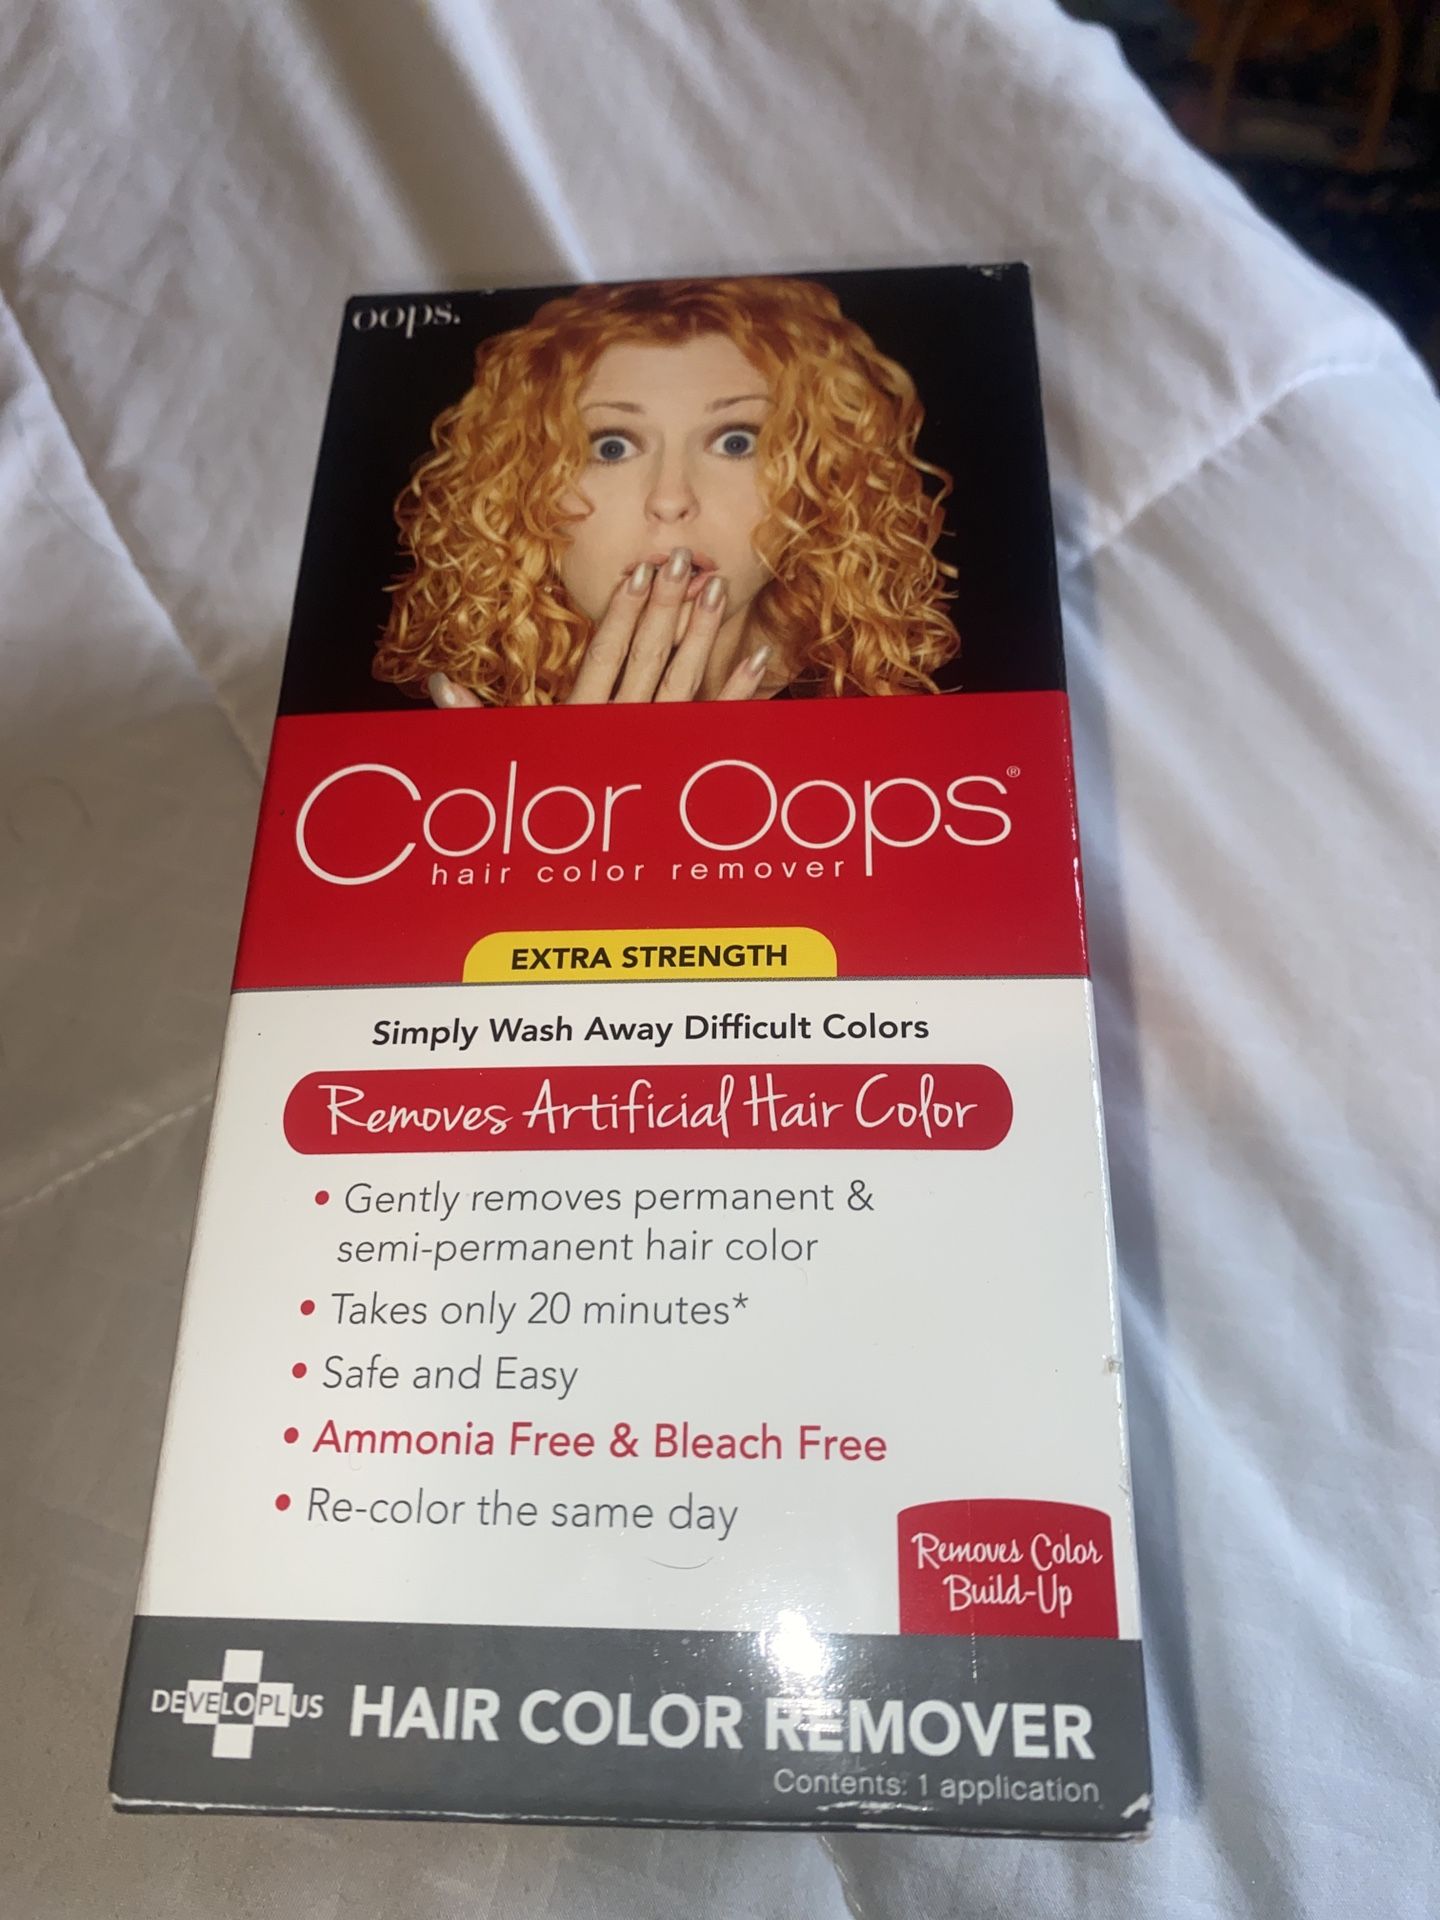 oops.
Color Oops®
hair color remover
EXTRA STRENGTH
Simply Wash Away Difficult Colors
Removes Artificial Hair Color
• Gently removes permanent &
semi-permanent hair color
• Takes only 20 minutes*
• Safe and Easy
• Ammonia Free & Bleach Free
• Re-color the same day
Removes Color
Build-Up
DEVELOPLUS
HAIR COLOR REMOVER
Contents: 1 application